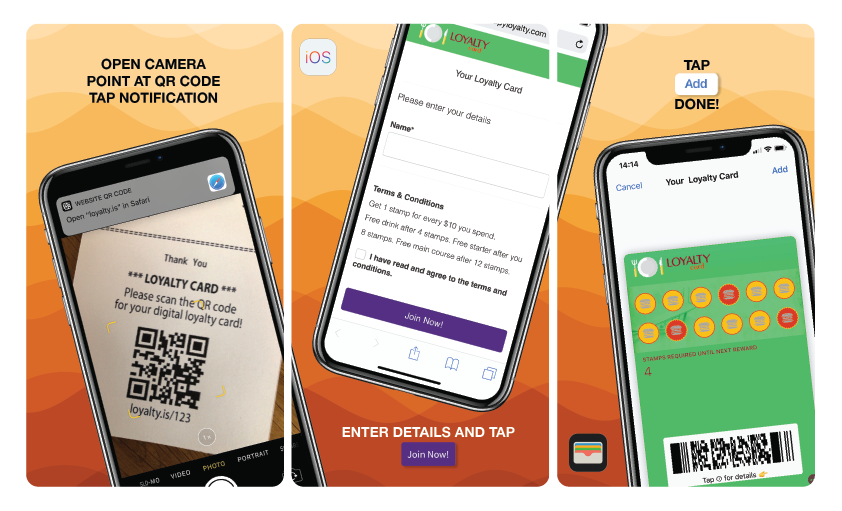 OPEN CAMERA
POINT AT QR CODE
TAP NOTIFICATION
WEBSITE QR CODE
Open "loyalty.is" in Safari
Thank You
*** LOYALTY CARD ***
Please scan the QR code
for your digital loyalty card!
loyalty.is/123
SLO-MO VIDEO PHOTO PORTRAIT
iOS
loyalty.com
LOYALTY
Your Loyalty Card
Please enter your details
Name*
Terms & Conditions
Get 1 stamp for every $10 you spend.
Free drink after 4 stamps. Free starter after you
8 stamps. Free main course after 12 stamps.
I have read and agree to the terms and
conditions.
Join Now!
ENTER DETAILS AND TAP
Join Now!
TAP
Add
DONE!
14:14
Cancel Your Loyalty Card Add
LOYALTY
card
STAMPS REQUIRED UNTIL NEXT REWARD
4
Tap for details